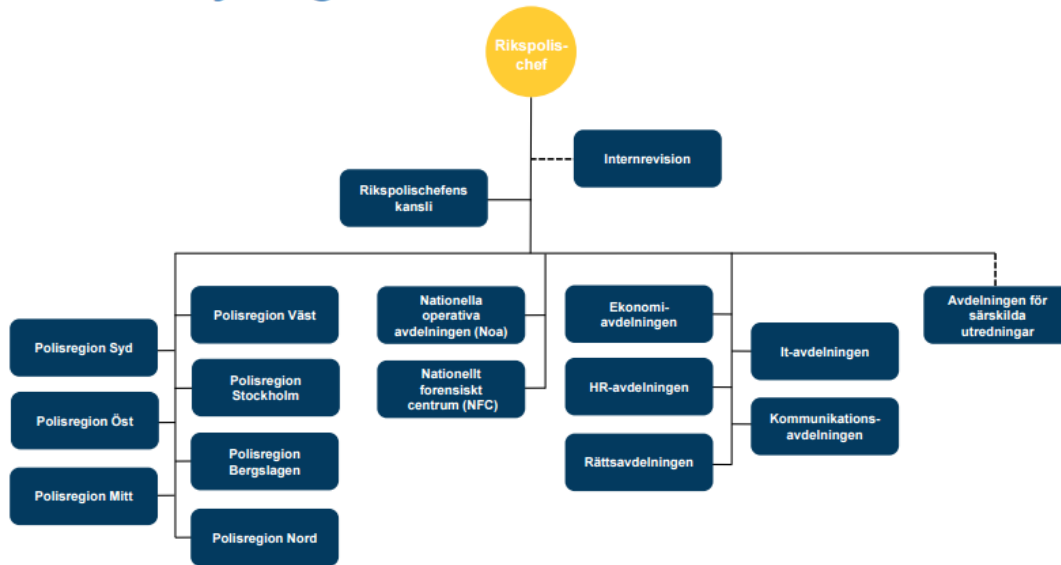 Rikspolis-
chef
Internrevision
Rikspolischefens
kansli
Polisregion Väst
Polisregion Syd
Polisregion
Stockholm
Polisregion Öst
Polisregion
Bergslagen
Polisregion Mitt
Polisregion Nord
Nationella
operativa
avdelningen (Noa)
Nationellt
forensiskt
centrum (NFC)
Ekonomi-
avdelningen
It-avdelningen
HR-avdelningen
Kommunikations-
avdelningen
Rättsavdelningen
Avdelningen för
särskilda
utredningar